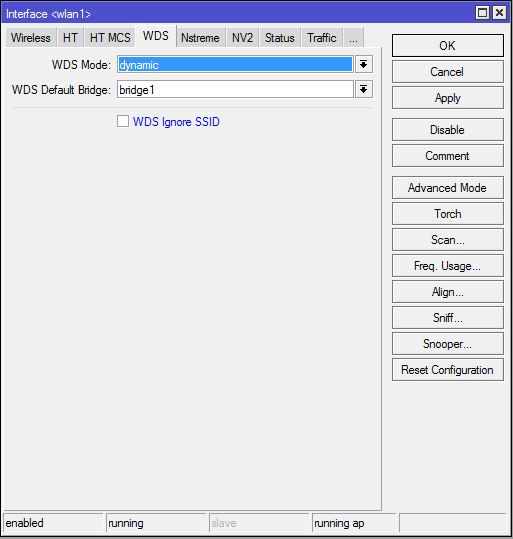 Interface <wlan1>
Wireless HT HT MCS WDS Nstreme NV2 Status Traffic ...
WDS Mode: dynamic
WDS Default Bridge: bridge1
WDS Ignore SSID
OK
Cancel
Apply
Disable
Comment
Advanced Mode
Torch
Scan...
Freq. Usage...
Align...
Sniff...
Snooper...
Reset Configuration
enabled running slave running ap